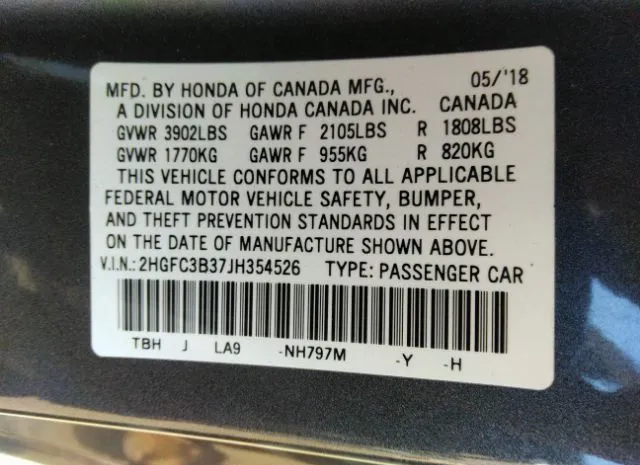 MFD. BY HONDA OF CANADA MFG., 05/'18
A DIVISION OF HONDA CANADA INC. CANADA
GVWR 3902LBS GAWR F 2105LBS R 1808LBS
GVWR 1770KG GAWR F 955KG R 820KG
THIS VEHICLE CONFORMS TO ALL APPLICABLE
FEDERAL MOTOR VEHICLE SAFETY, BUMPER,
AND THEFT PREVENTION STANDARDS IN EFFECT
ON THE DATE OF MANUFACTURE SHOWN ABOVE.
V.I.N.:2HGFC3B37JH354526 TYPE: PASSENGER CAR
TBH J LA9 -NH797M -Y -H